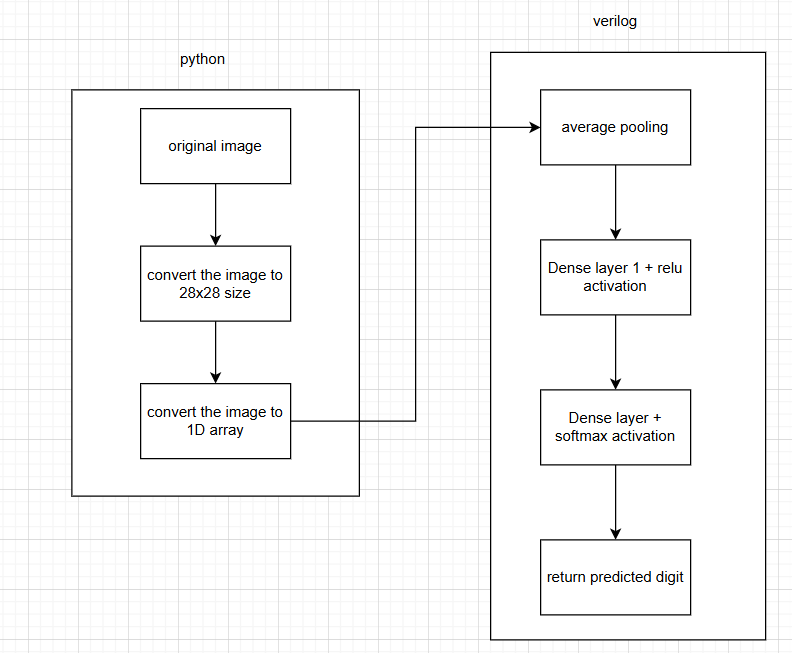 python
original image
convert the image to
28x28 size
convert the image to
1D array
verilog
average pooling
Dense layer 1 + relu
activation
Dense layer +
softmax activation
return predicted digit